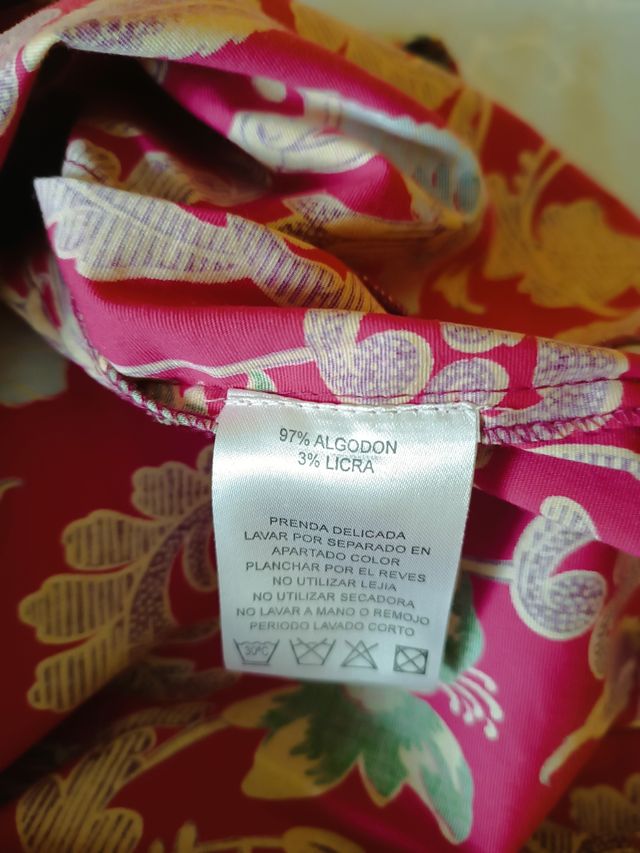 97% ALGODON
3% LICRA
PRENDA DELICADA
LAVAR POR SEPARADO EN
APARTADO COLOR
PLANCHAR POR EL REVES
NO UTILIZAR LEJIA
NO UTILIZAR SECADORA
NO LAVAR A MANO O REMOJO
PERIODO LAVADO CORTO
30ºC